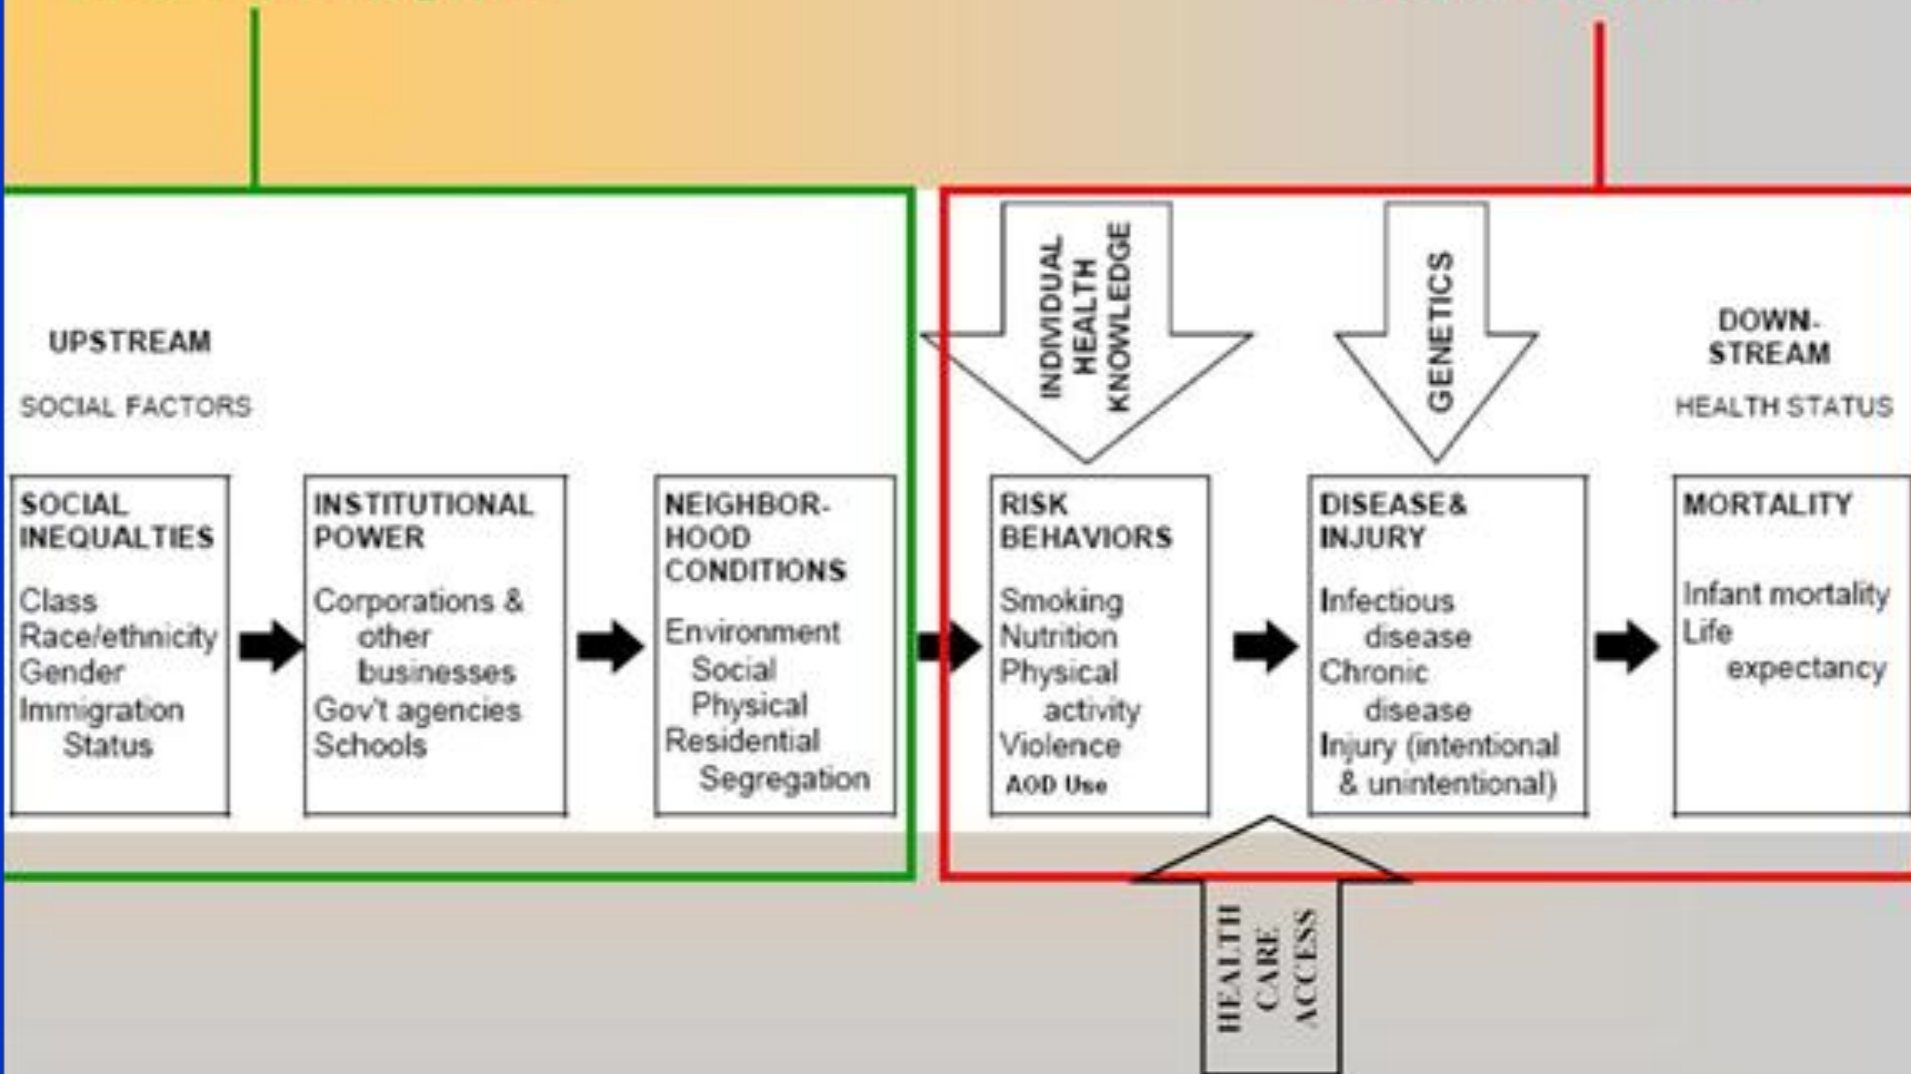 UPSTREAM
SOCIAL FACTORS
INDIVIDUAL
HEALTH
KNOWLEDGE
GENETICS
DOWN-
STREAM
HEALTH STATUS
SOCIAL
INEQUALTIES
Class
Race/ethnicity
Gender
Immigration
Status
INSTITUTIONAL
POWER
Corporations &
other
businesses
Gov't agencies
Schools
NEIGHBOR-
HOOD
CONDITIONS
Environment
Social
Physical
Residential
Segregation
RISK
BEHAVIORS
Smoking
Nutrition
Physical
activity
Violence
AOD Use
DISEASE&
INJURY
Infectious
disease
Chronic
disease
Injury (intentional
& unintentional)
MORTALITY
Infant mortality
Life
expectancy
HEALTH
CARE
ACCESS